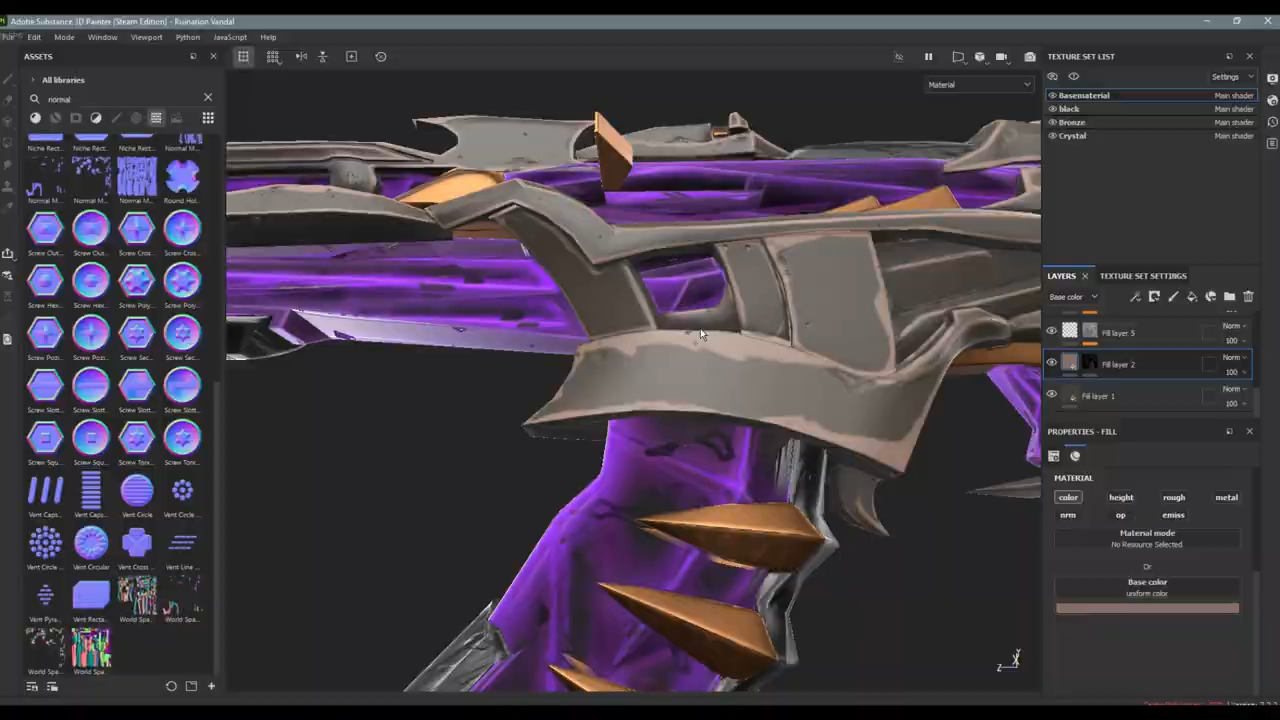 Adobe Substance 3D Painter (Steam Edition) - Ruination Vandal
File Edit Mode Window Viewport Python JavaScript Help
ASSETS
All libraries
normal
Niche Rect... Niche Rect... Niche Rect... Normal M...
Normal M... Normal M... Normal M... Round Hol...
Screw Clut... Screw Clut... Screw Cros... Screw Cros...
Screw Hex... Screw Hex... Screw Poly... Screw Poly...
Screw Pozi... Screw Pozi... Screw Sec... Screw Sec...
Screw Slott... Screw Slott... Screw Slott... Screw Slott...
Screw Squ... Screw Squ... Screw Torx... Screw Torx...
Vent Caps... Vent Caps... Vent Circle Vent Circle ...
Vent Circle ... Vent Circular Vent Cross ... Vent Line ...
Vent Pyra... Vent Recta... World Spa... World Spa...
World Spa... World Spa...
Material
Z Y
TEXTURE SET LIST
Settings
Basematerial Main shader
black Main shader
Bronze Main shader
Crystal Main shader
LAYERS TEXTURE SET SETTINGS
Base color
Fill layer 5 Norm 100
Fill layer 2 Norm 100
Fill layer 1 Norm 100
PROPERTIES - FILL
MATERIAL
color height rough metal
nrm op emiss
Material mode
No Resource Selected
Or
Base color
uniform color